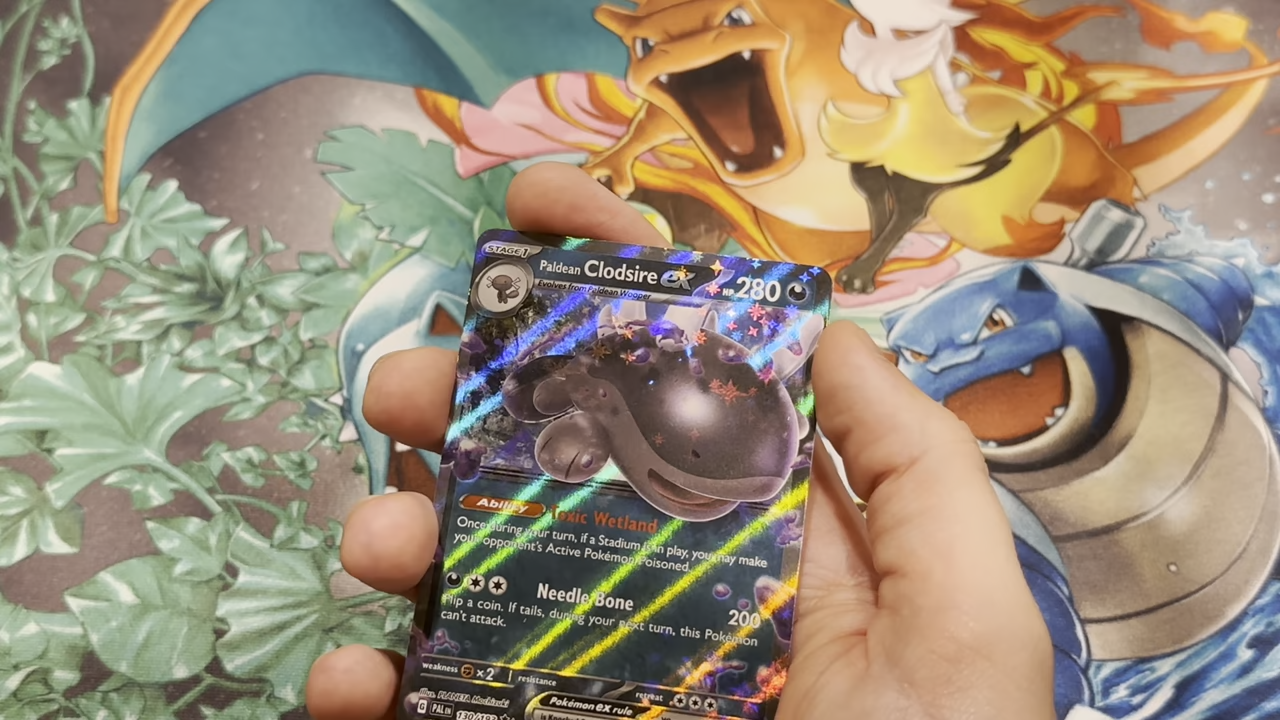 STAGE 1
Paldean Clodsire ex HP 280
Evolves from Paldean Wooper
Ability Toxic Wetland
Once during your turn, if a Stadium is in play, you may make
your opponent's Active Pokémon Poisoned.
Needle Bone 200
Flip a coin. If tails, during your next turn, this Pokémon
can't attack.
weakness ×2 resistance retreat
Illus. PLANETA Mochizuki
G PAL EN 130/193
Pokémon ex rule